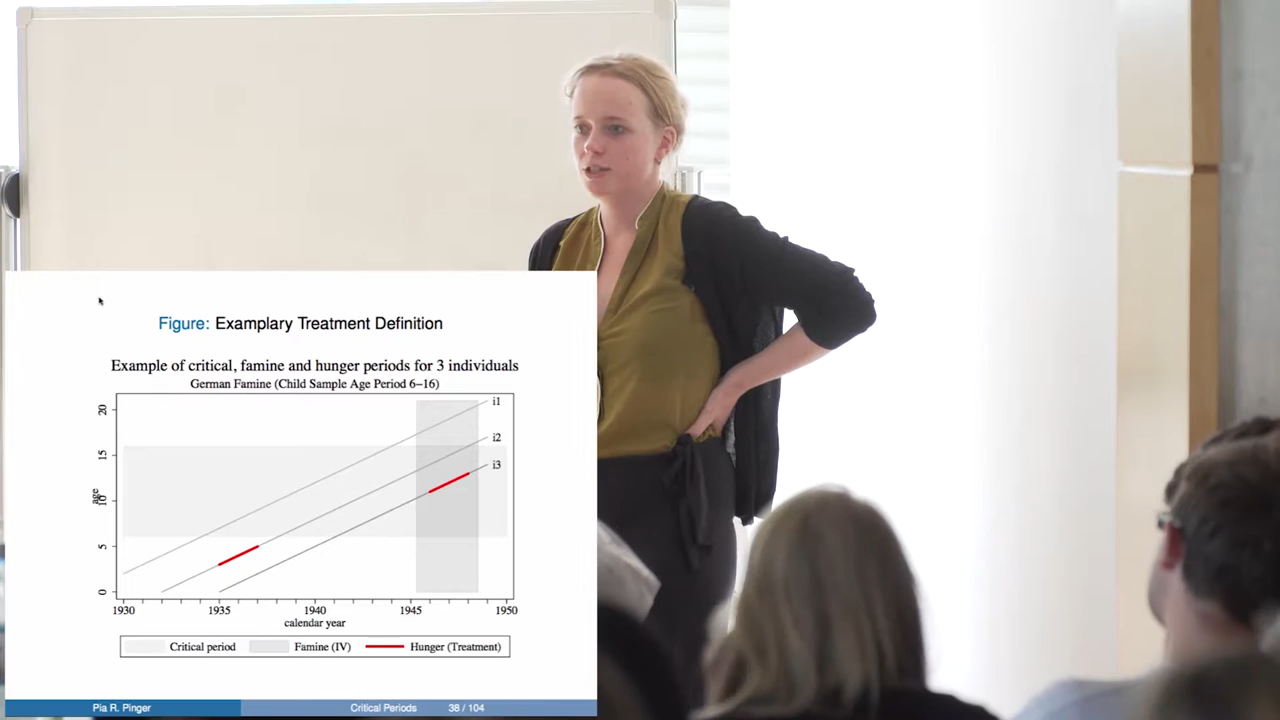 Figure: Examplary Treatment Definition
Example of critical, famine and hunger periods for 3 individuals
German Famine (Child Sample Age Period 6–16)
20
15
10
5
0
age
i1
i2
i3
1930 1935 1940 1945 1950
calendar year
Critical period Famine (IV) Hunger (Treatment)
Pia R. Pinger Critical Periods 38 / 104